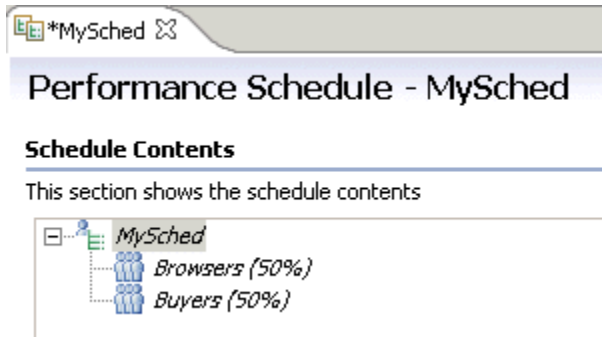 *MySched
Performance Schedule - MySched
Schedule Contents
This section shows the schedule contents
MySched
Browsers (50%)
Buyers (50%)